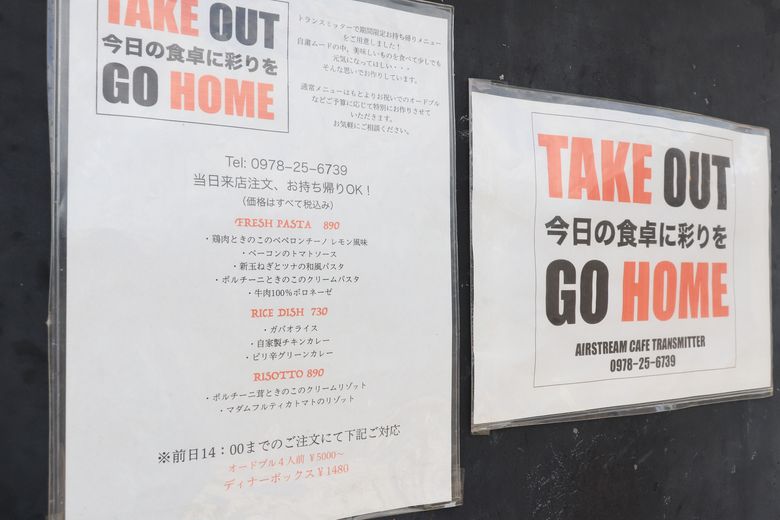 TAKE OUT
今日の食卓に彩りを
GO HOME
トランスミッターで期間限定お持ち帰りメニュー
をご用意しました！
自粛ムードの中、美味しいものを食べて少しでも
元気になってほしい・・・
そんな思いでお作りしています。
通常メニューはもとよりお祝いでのオードブル
などご予算に応じて特別にお作りさせて
いただきます。
お気軽にご相談ください。
Tel: 0978-25-6739
当日来店注文、お持ち帰りOK！
（価格はすべて税込み）
FRESH PASTA 890
・鶏肉ときのこのペペロンチーノ レモン風味
・ベーコンのトマトソース
・新玉ねぎとツナの和風パスタ
・ポルチーニときのこのクリームパスタ
・牛肉100％ボロネーゼ
RICE DISH 730
・ガパオライス
・自家製チキンカレー
・ピリ辛グリーンカレー
RISOTTO 890
・ポルチーニ茸ときのこのクリームリゾット
・マダムフルティカトマトのリゾット
※前日14：00までのご注文にて下記ご対応
オードブル４人前 ￥5000～
ディナーボックス￥1480
TAKE OUT
今日の食卓に彩りを
GO HOME
AIRSTREAM CAFE TRANSMITTER
0978-25-6739